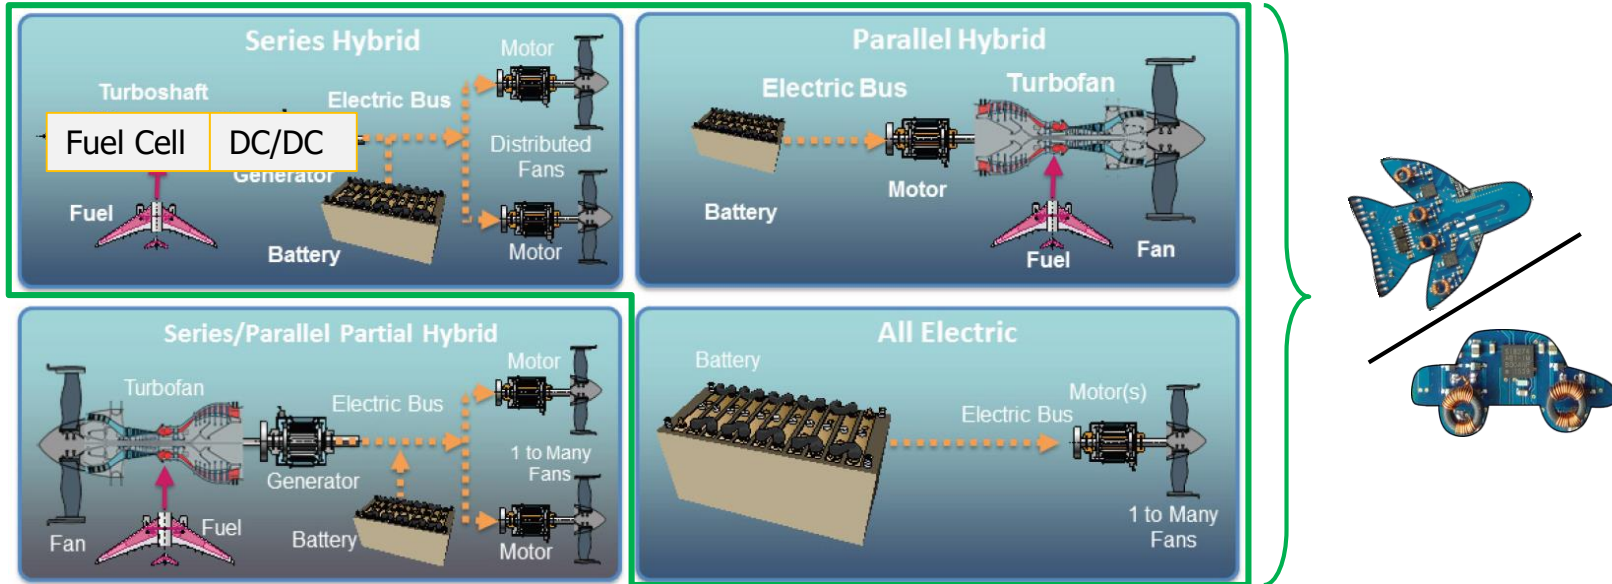 Series Hybrid
Motor
Turboshaft
Electric Bus
Fuel Cell
DC/DC
Distributed
Fans
Generator
Fuel
Battery
Motor
Parallel Hybrid
Turbofan
Electric Bus
Motor
Battery
Fuel
Fan
Series/Parallel Partial Hybrid
Motor
Turbofan
Electric Bus
1 to Many
Fans
Generator
Fuel
Fan
Battery
Motor
All Electric
Battery
Motor(s)
Electric Bus
1 to Many
Fans